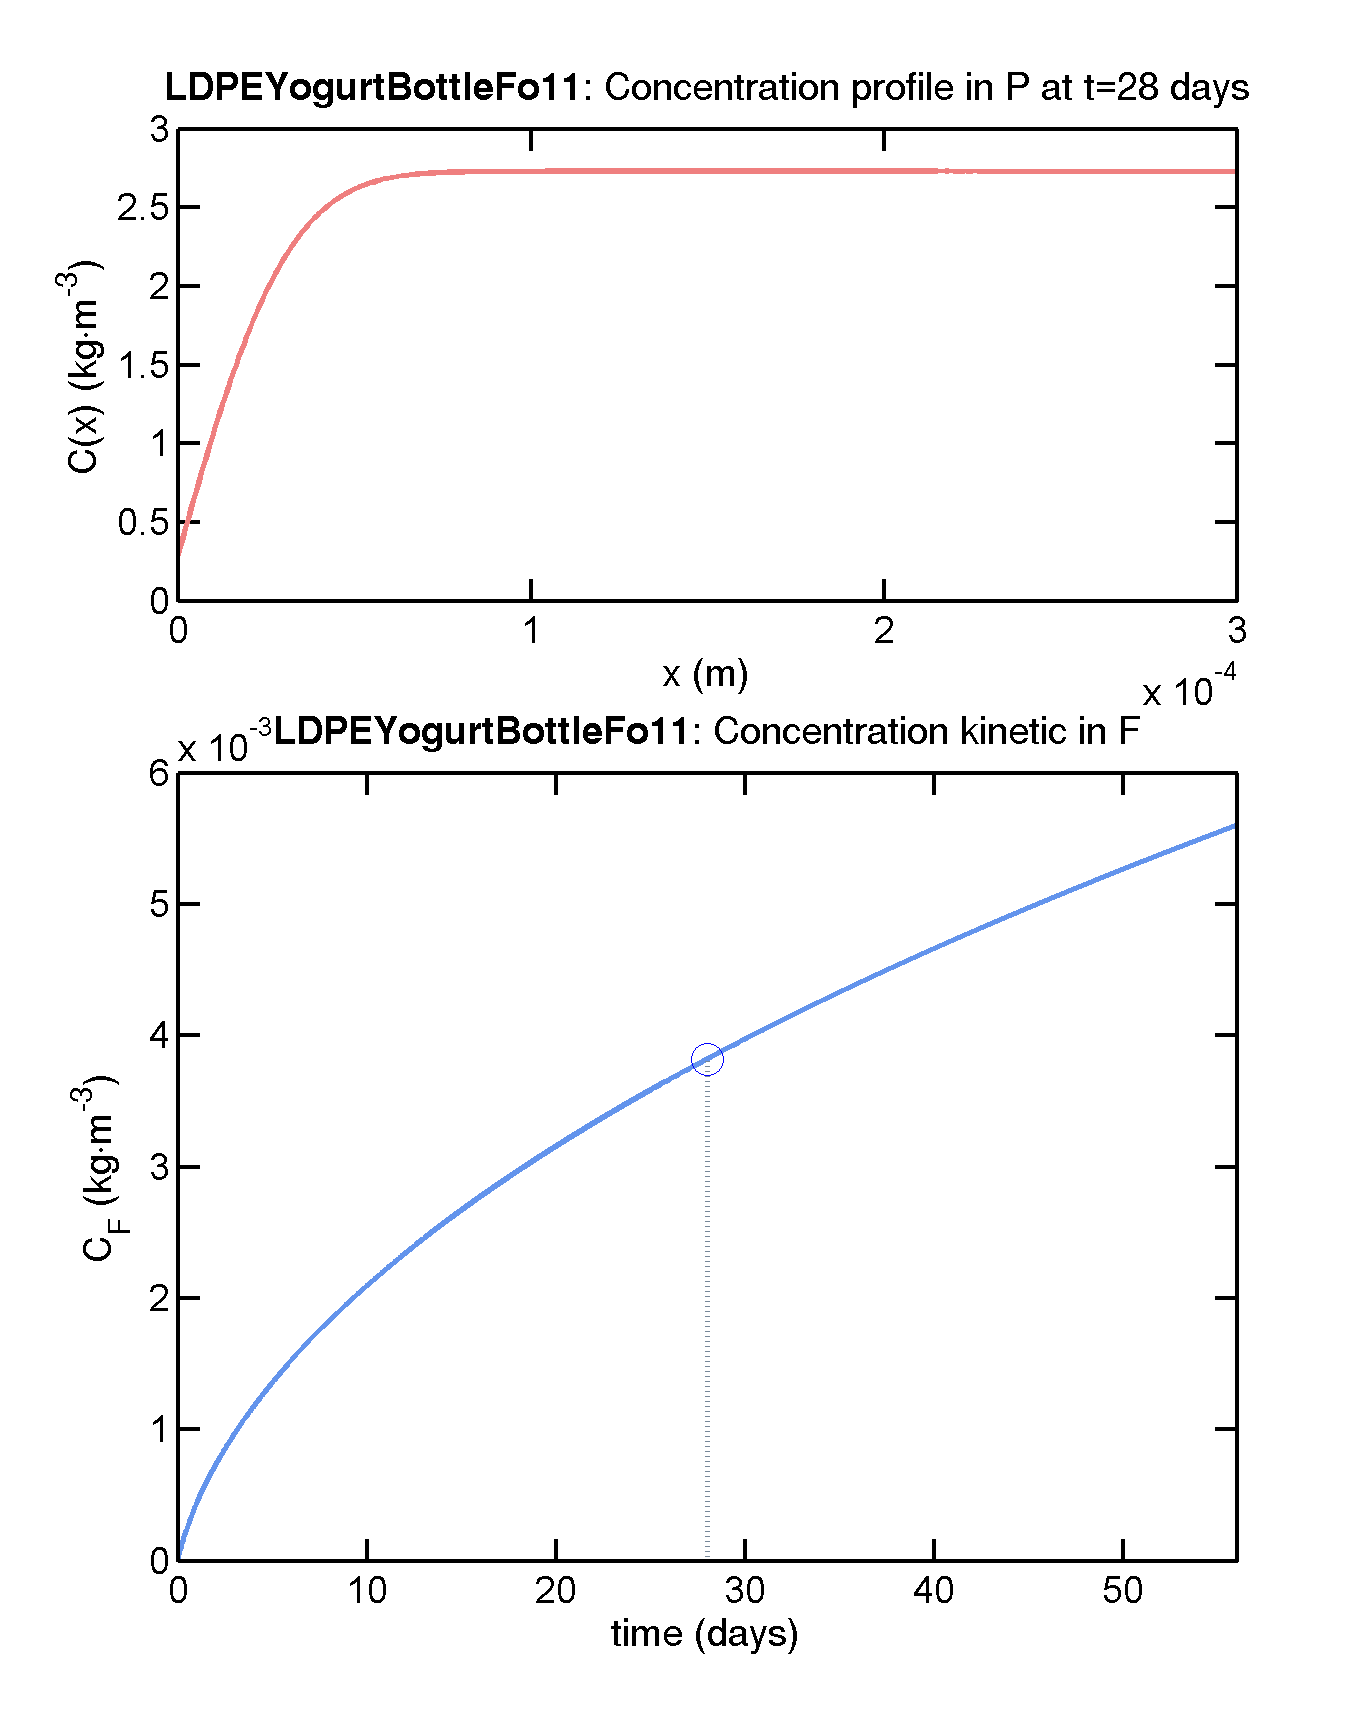 LDPEYogurtBottleFo11: Concentration profile in P at t=28 days
3
2.5
2
1.5
1
0.5
0
C(x) (kg·m-3)
0 1 2 3
x (m)
x 10-4
x 10-3
LDPEYogurtBottleFo11: Concentration kinetic in F
6
5
4
3
2
1
0
CF (kg·m-3)
0 10 20 30 40 50
time (days)